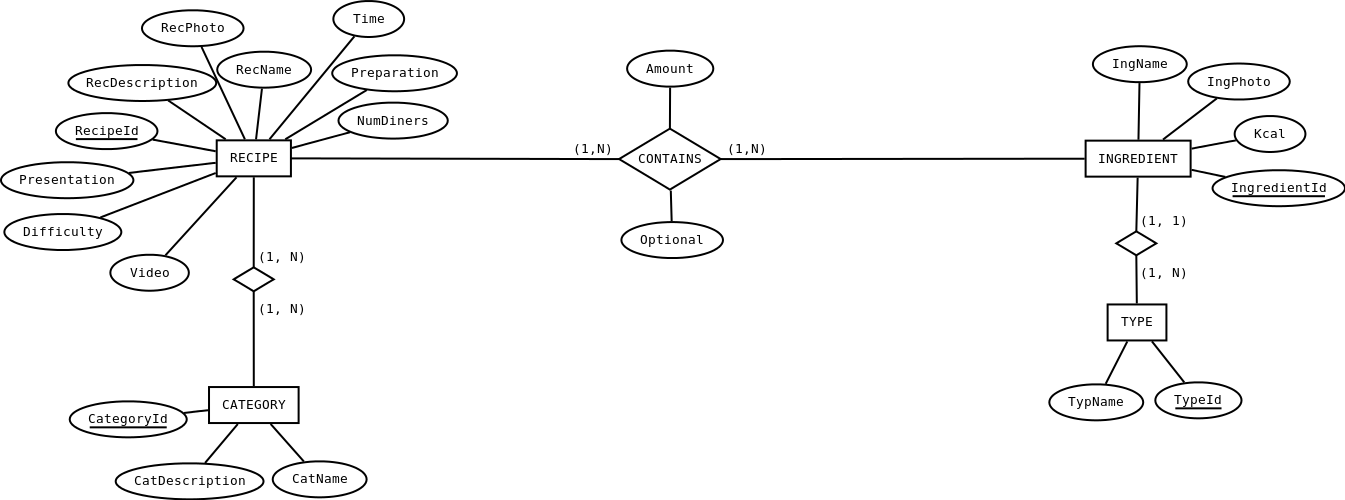 Time
RecPhoto
RecName
Preparation
RecDescription
NumDiners
RecipeId
RECIPE
Presentation
Difficulty
Video
(1, N)
(1, N)
CATEGORY
CategoryId
CatDescription
CatName
Amount
(1,N)
CONTAINS
(1,N)
Optional
IngName
IngPhoto
Kcal
INGREDIENT
IngredientId
(1, 1)
(1, N)
TYPE
TypName
TypeId